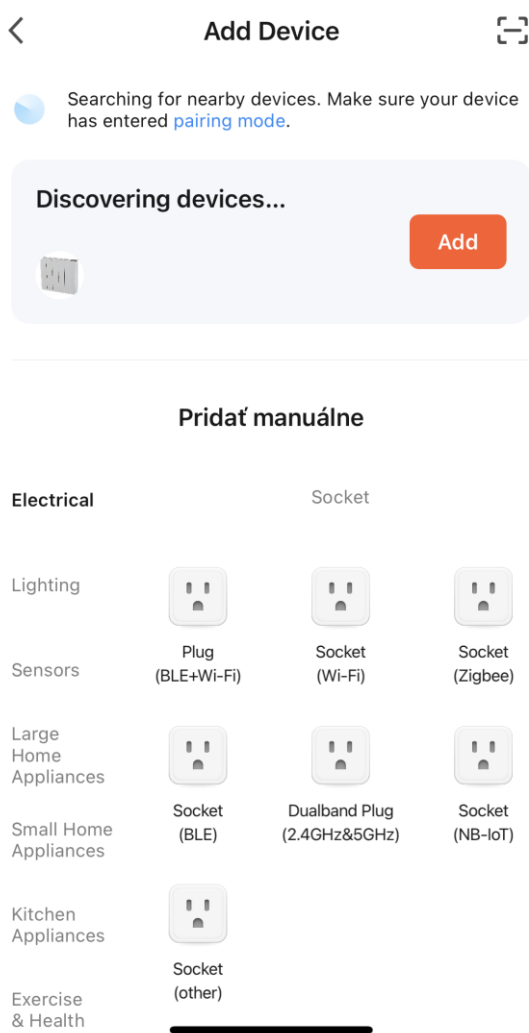 Add Device
Searching for nearby devices. Make sure your device
has entered pairing mode.
Discovering devices...
Add
Pridať manuálne
Electrical
Socket
Lighting
Plug
(BLE+Wi-Fi)
Socket
(Wi-Fi)
Socket
(Zigbee)
Sensors
Large
Home
Appliances
Socket
(BLE)
Dualband Plug
(2.4GHz&5GHz)
Socket
(NB-IoT)
Small Home
Appliances
Kitchen
Appliances
Socket
(other)
Exercise
& Health